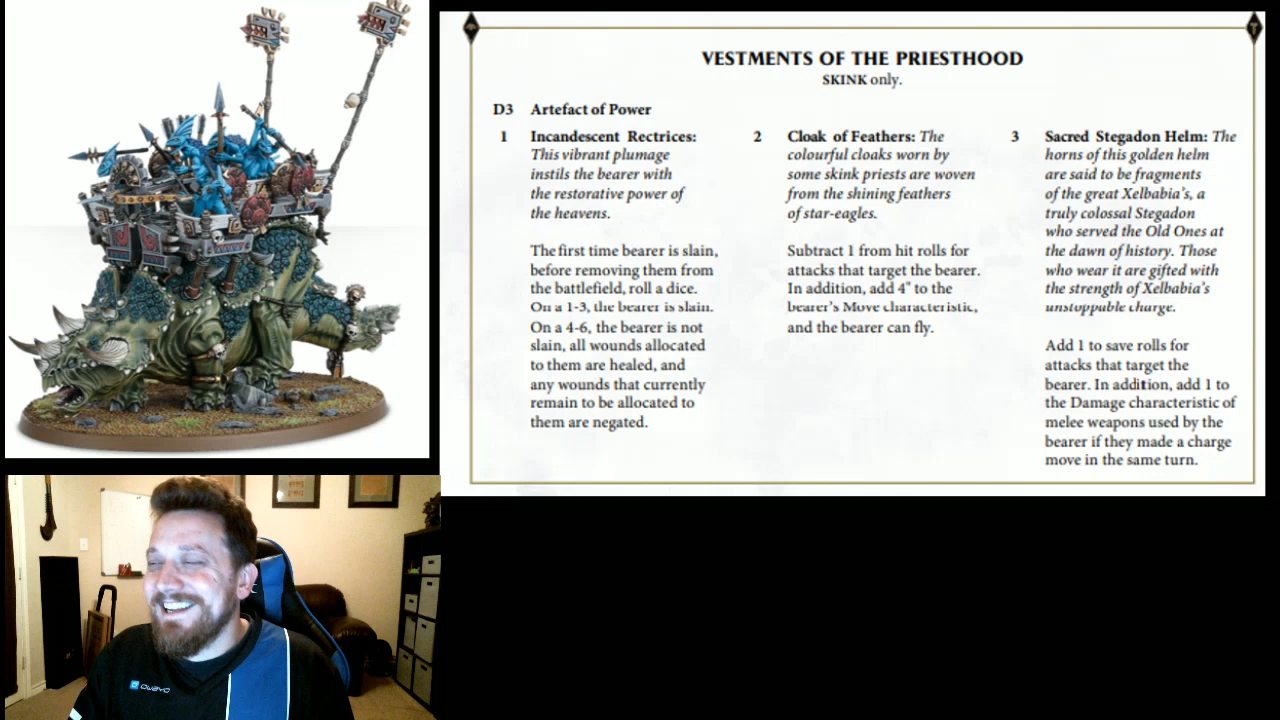 VESTMENTS OF THE PRIESTHOOD
SKINK only.
D3 Artefact of Power
1 Incandescent Rectrices:
This vibrant plumage
instils the bearer with
the restorative power of
the heavens.
The first time bearer is slain,
before removing them from
the battlefield, roll a dice.
On a 1-3, the bearer is slain.
On a 4-6, the bearer is not
slain, all wounds allocated
to them are healed, and
any wounds that currently
remain to be allocated to
them are negated.
2 Cloak of Feathers: The
colourful cloaks worn by
some skink priests are woven
from the shining feathers
of star-eagles.
Subtract 1 from hit rolls for
attacks that target the bearer.
In addition, add 4" to the
bearer's Move characteristic,
and the bearer can fly.
3 Sacred Stegadon Helm: The
horns of this golden helm
are said to be fragments
of the great Xelbabia's, a
truly colossal Stegadon
who served the Old Ones at
the dawn of history. Those
who wear it are gifted with
the strength of Xelbabia's
unstoppable charge.
Add 1 to save rolls for
attacks that target the
bearer. In addition, add 1 to
the Damage characteristic of
melee weapons used by the
bearer if they made a charge
move in the same turn.
owayo